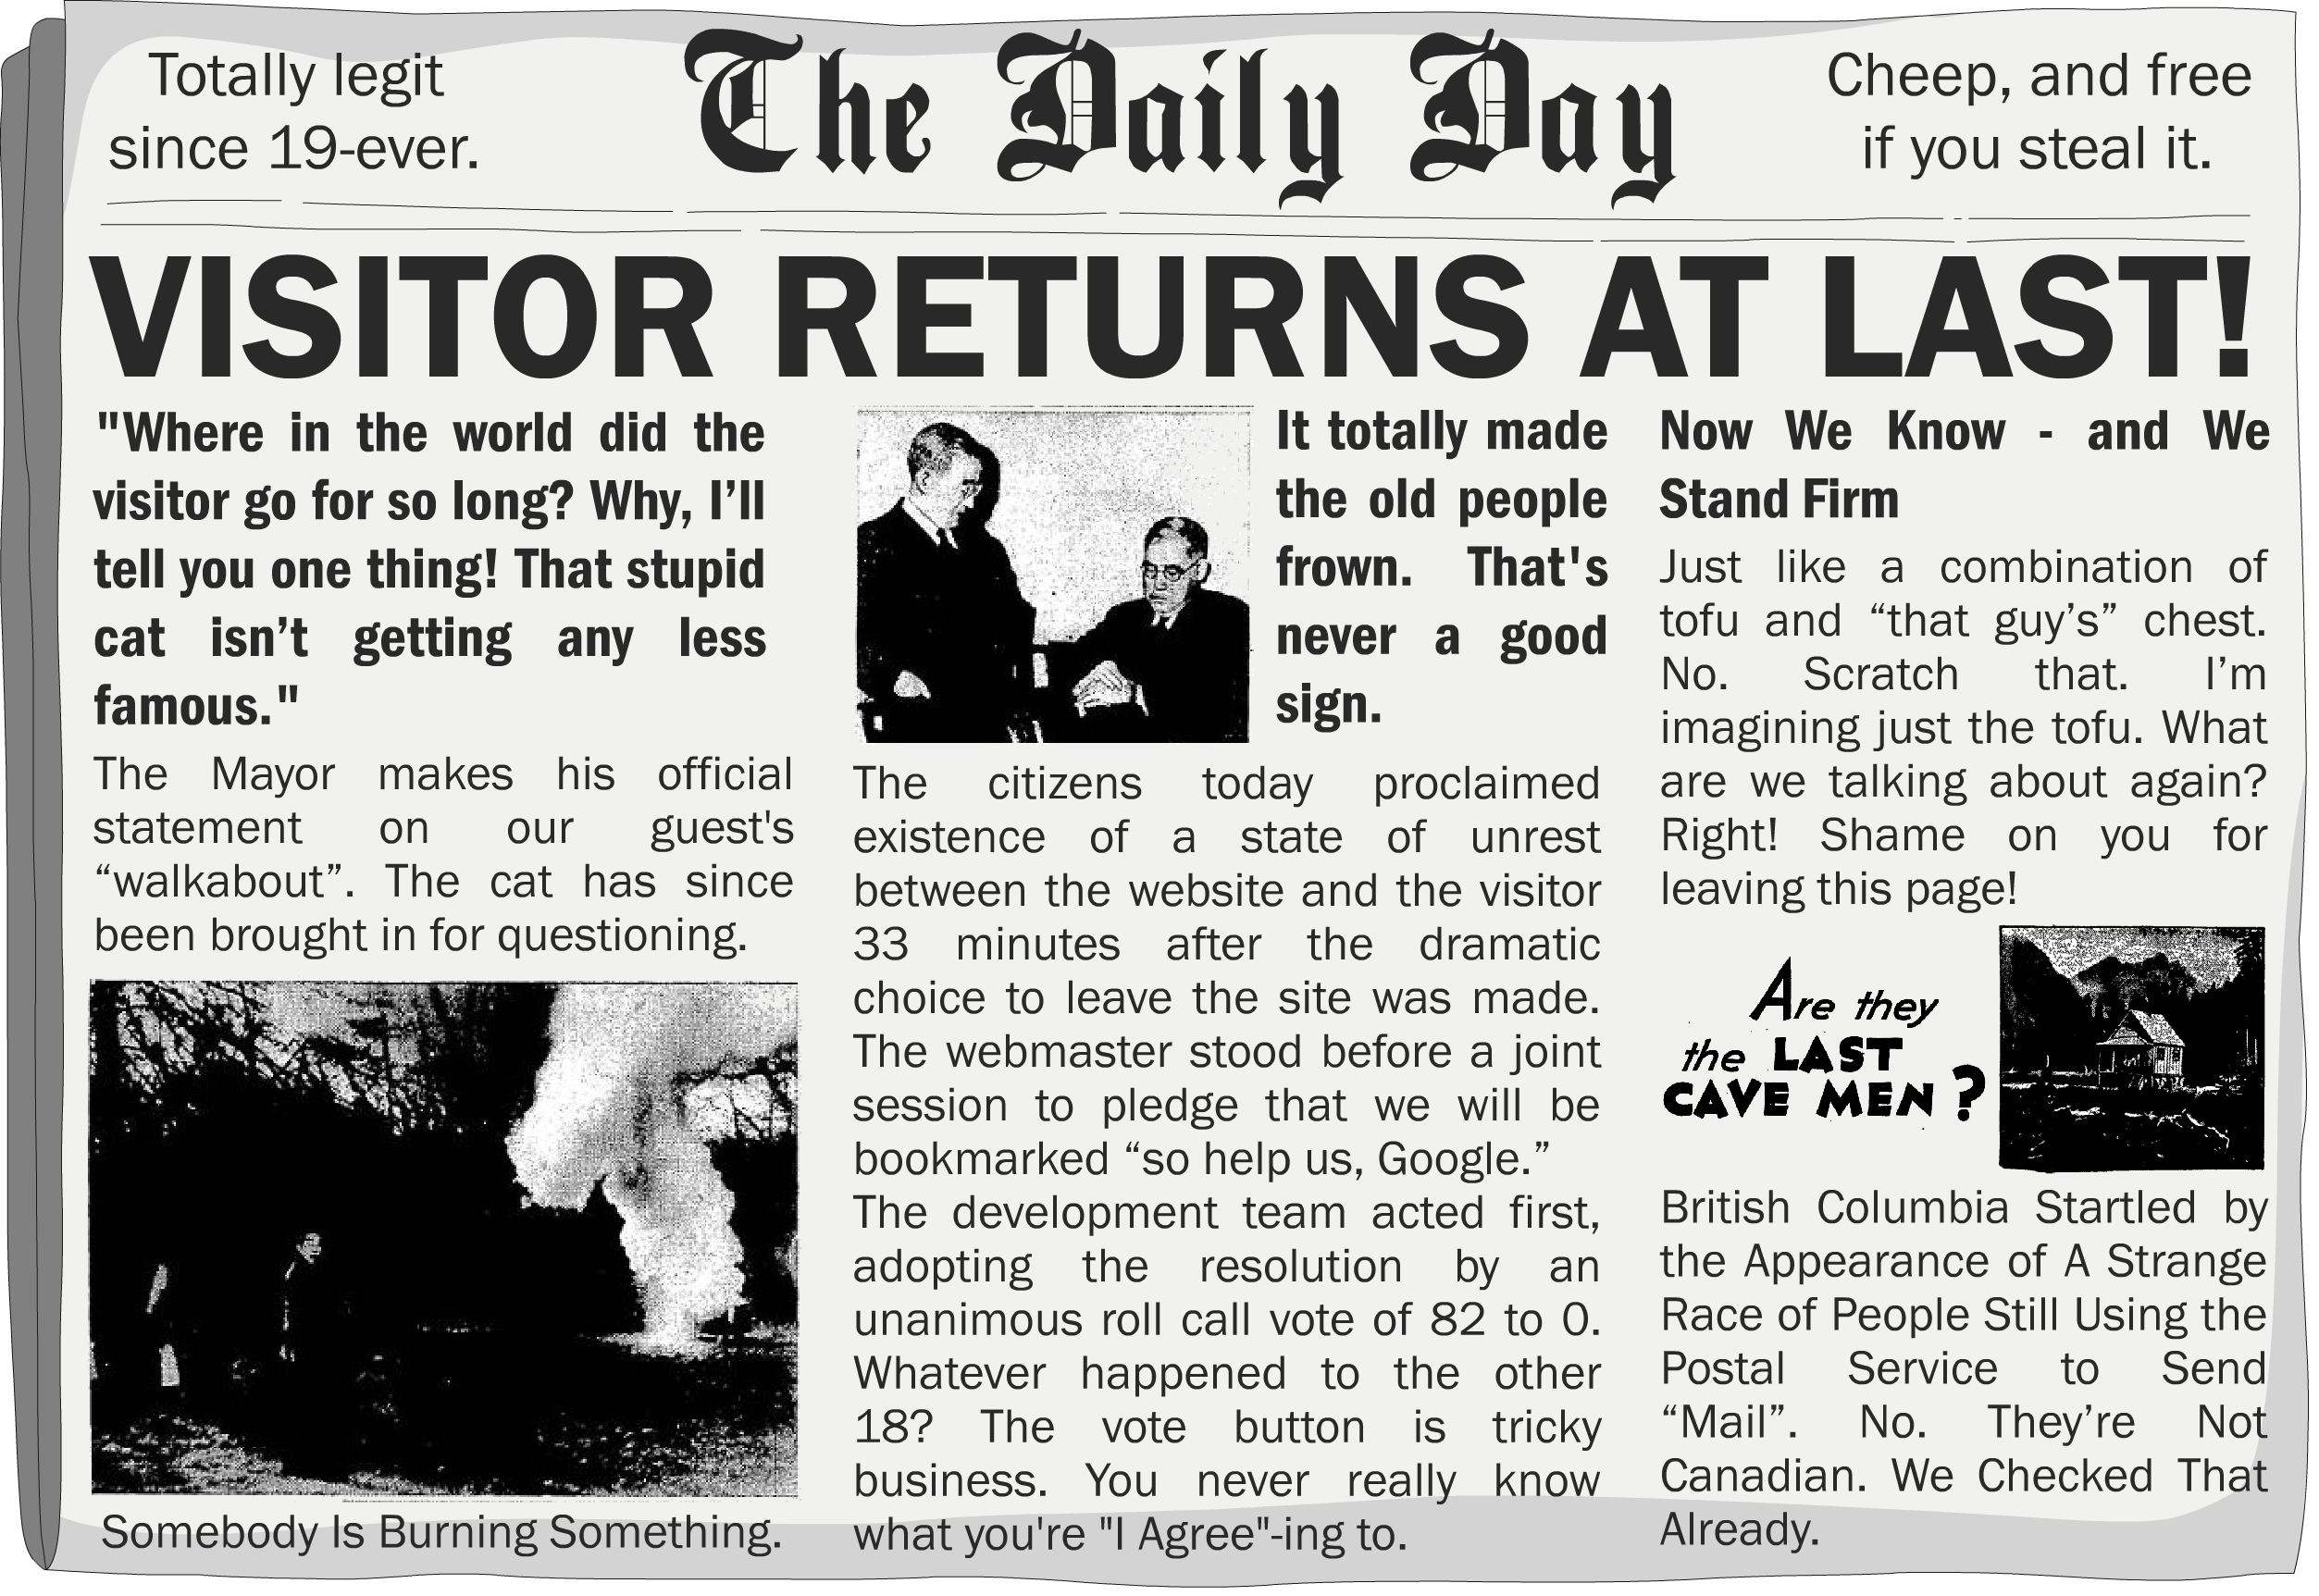 Totally legit
since 19-ever.
The Daily Day
Cheep, and free
if you steal it.
VISITOR RETURNS AT LAST!
"Where in the world did the
visitor go for so long? Why, I’ll
tell you one thing! That stupid
cat isn’t getting any less
famous."
The Mayor makes his official
statement on our guest's
“walkabout”. The cat has since
been brought in for questioning.
Somebody Is Burning Something.
It totally made
the old people
frown. That's
never a good
sign.
The citizens today proclaimed
existence of a state of unrest
between the website and the visitor
33 minutes after the dramatic
choice to leave the site was made.
The webmaster stood before a joint
session to pledge that we will be
bookmarked “so help us, Google.”
The development team acted first,
adopting the resolution by an
unanimous roll call vote of 82 to 0.
Whatever happened to the other
18? The vote button is tricky
business. You never really know
what you're "I Agree"-ing to.
Now We Know - and We
Stand Firm
Just like a combination of
tofu and “that guy’s” chest.
No. Scratch that. I’m
imagining just the tofu. What
are we talking about again?
Right! Shame on you for
leaving this page!
Are they
the LAST
CAVE MEN ?
British Columbia Startled by
the Appearance of A Strange
Race of People Still Using the
Postal Service to Send
“Mail”. No. They’re Not
Canadian. We Checked That
Already.